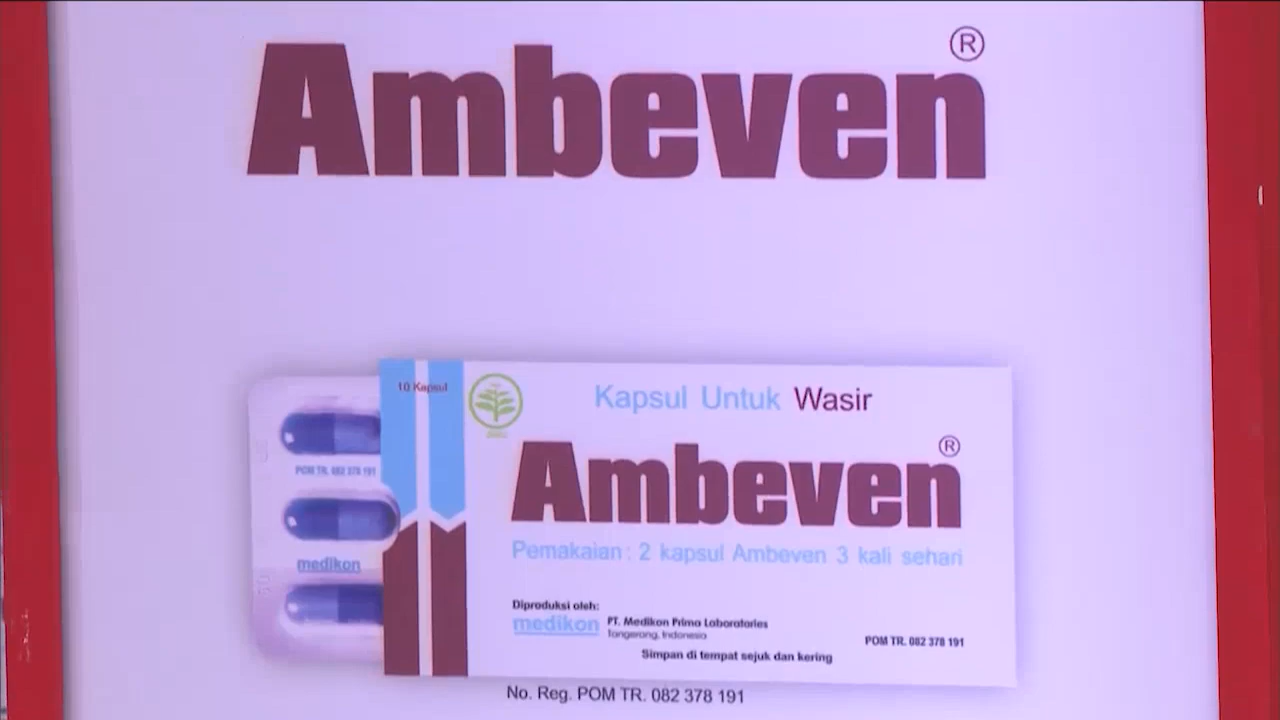 Ambeven®
10 Kapsul
Kapsul Untuk Wasir
Ambeven®
POM TR. 082 378 191
Pemakaian : 2 kapsul Ambeven 3 kali sehari
medikon
Diproduksi oleh:
medikon PT. Medikon Prima Laboratories
Tangerang, Indonesia
POM TR. 082 378 191
Simpan di tempat sejuk dan kering
No. Reg. POM TR. 082 378 191